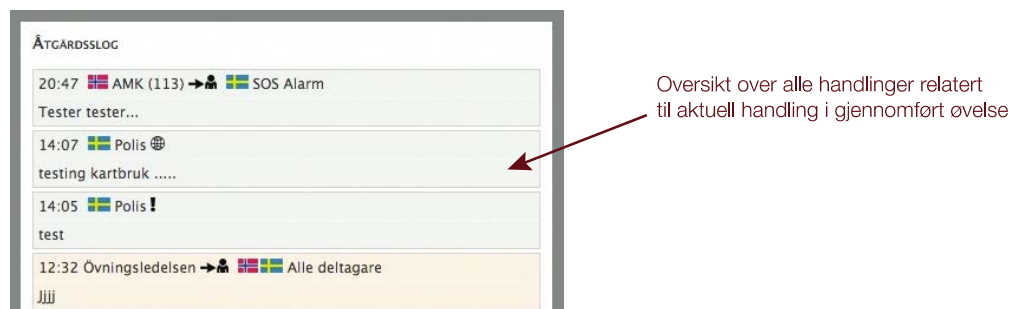 Åtgärdsslog
20:47 AMK (113) SOS Alarm
Tester tester...
14:07 Polis
testing kartbruk .....
14:05 Polis !
test
12:32 Övningsledelsen Alle deltagare
Jjjj
Oversikt over alle handlinger relatert
til aktuell handling i gjennomført øvelse